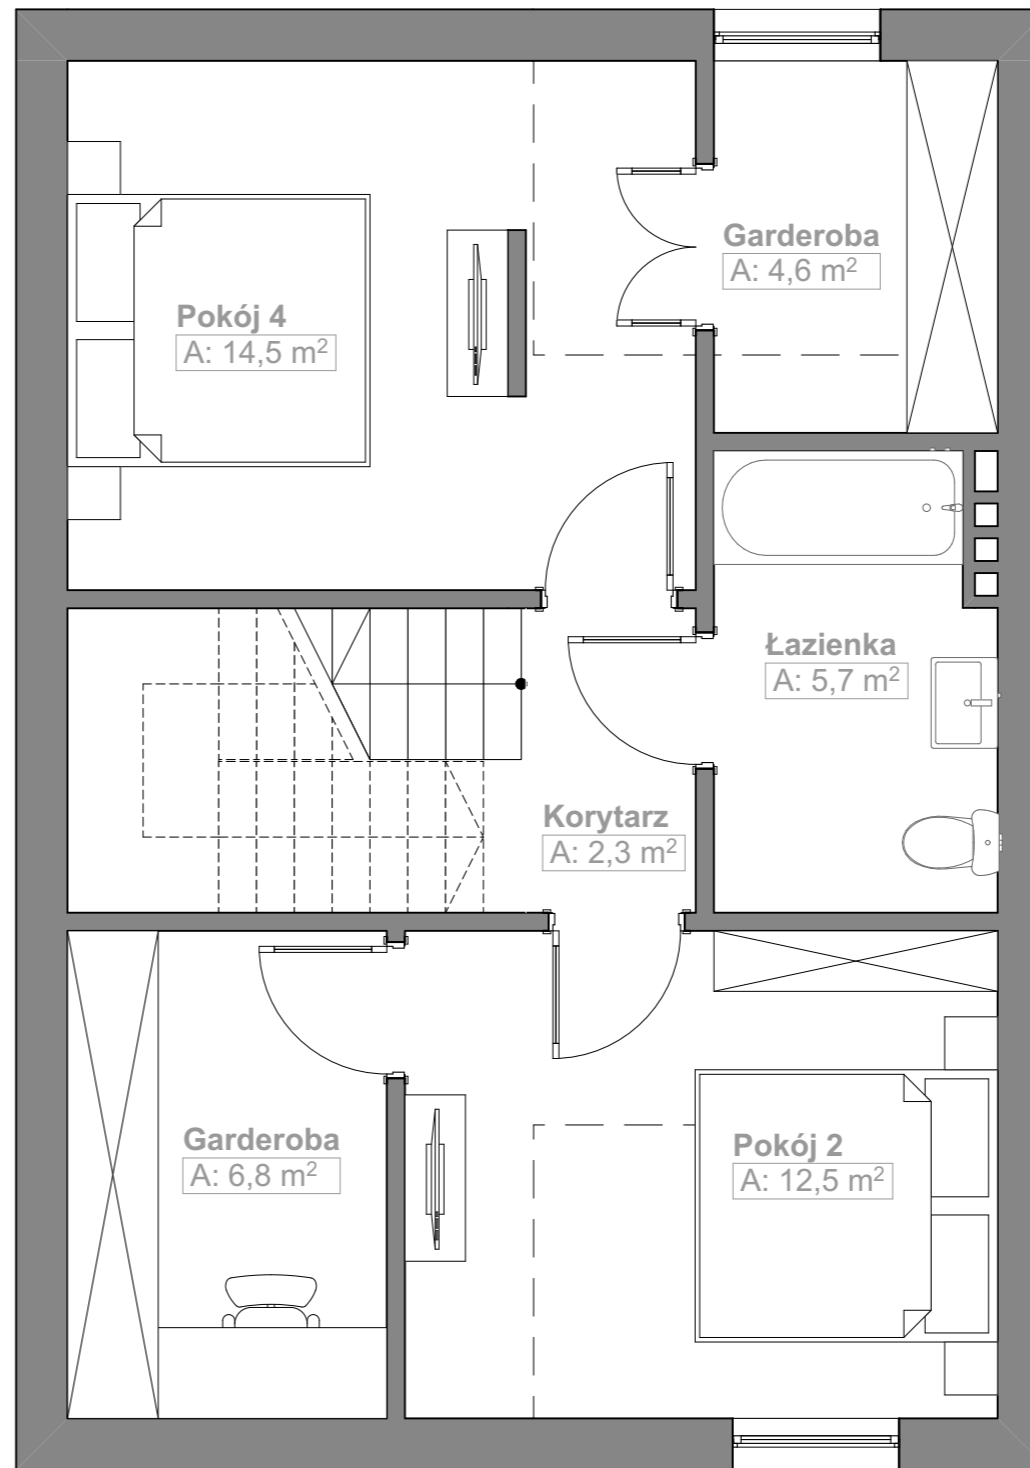 Garderoba
A: 4,6 m²
Pokój 4
A: 14,5 m²
Łazienka
A: 5,7 m²
Korytarz
A: 2,3 m²
Garderoba
A: 6,8 m²
Pokój 2
A: 12,5 m²